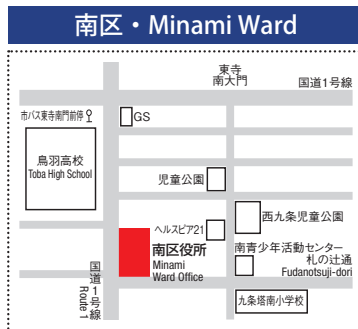 南区・Minami Ward
東寺
南大門
国道1号線
市バス東寺南門前停
GS
鳥羽高校
Toba High School
児童公園
西九条児童公園
ヘルスピア21
南区役所
Minami
Ward Office
南青少年活動センター
札の辻通
Fudanotsuji-dori
国道1号線
Route 1
九条塔南小学校